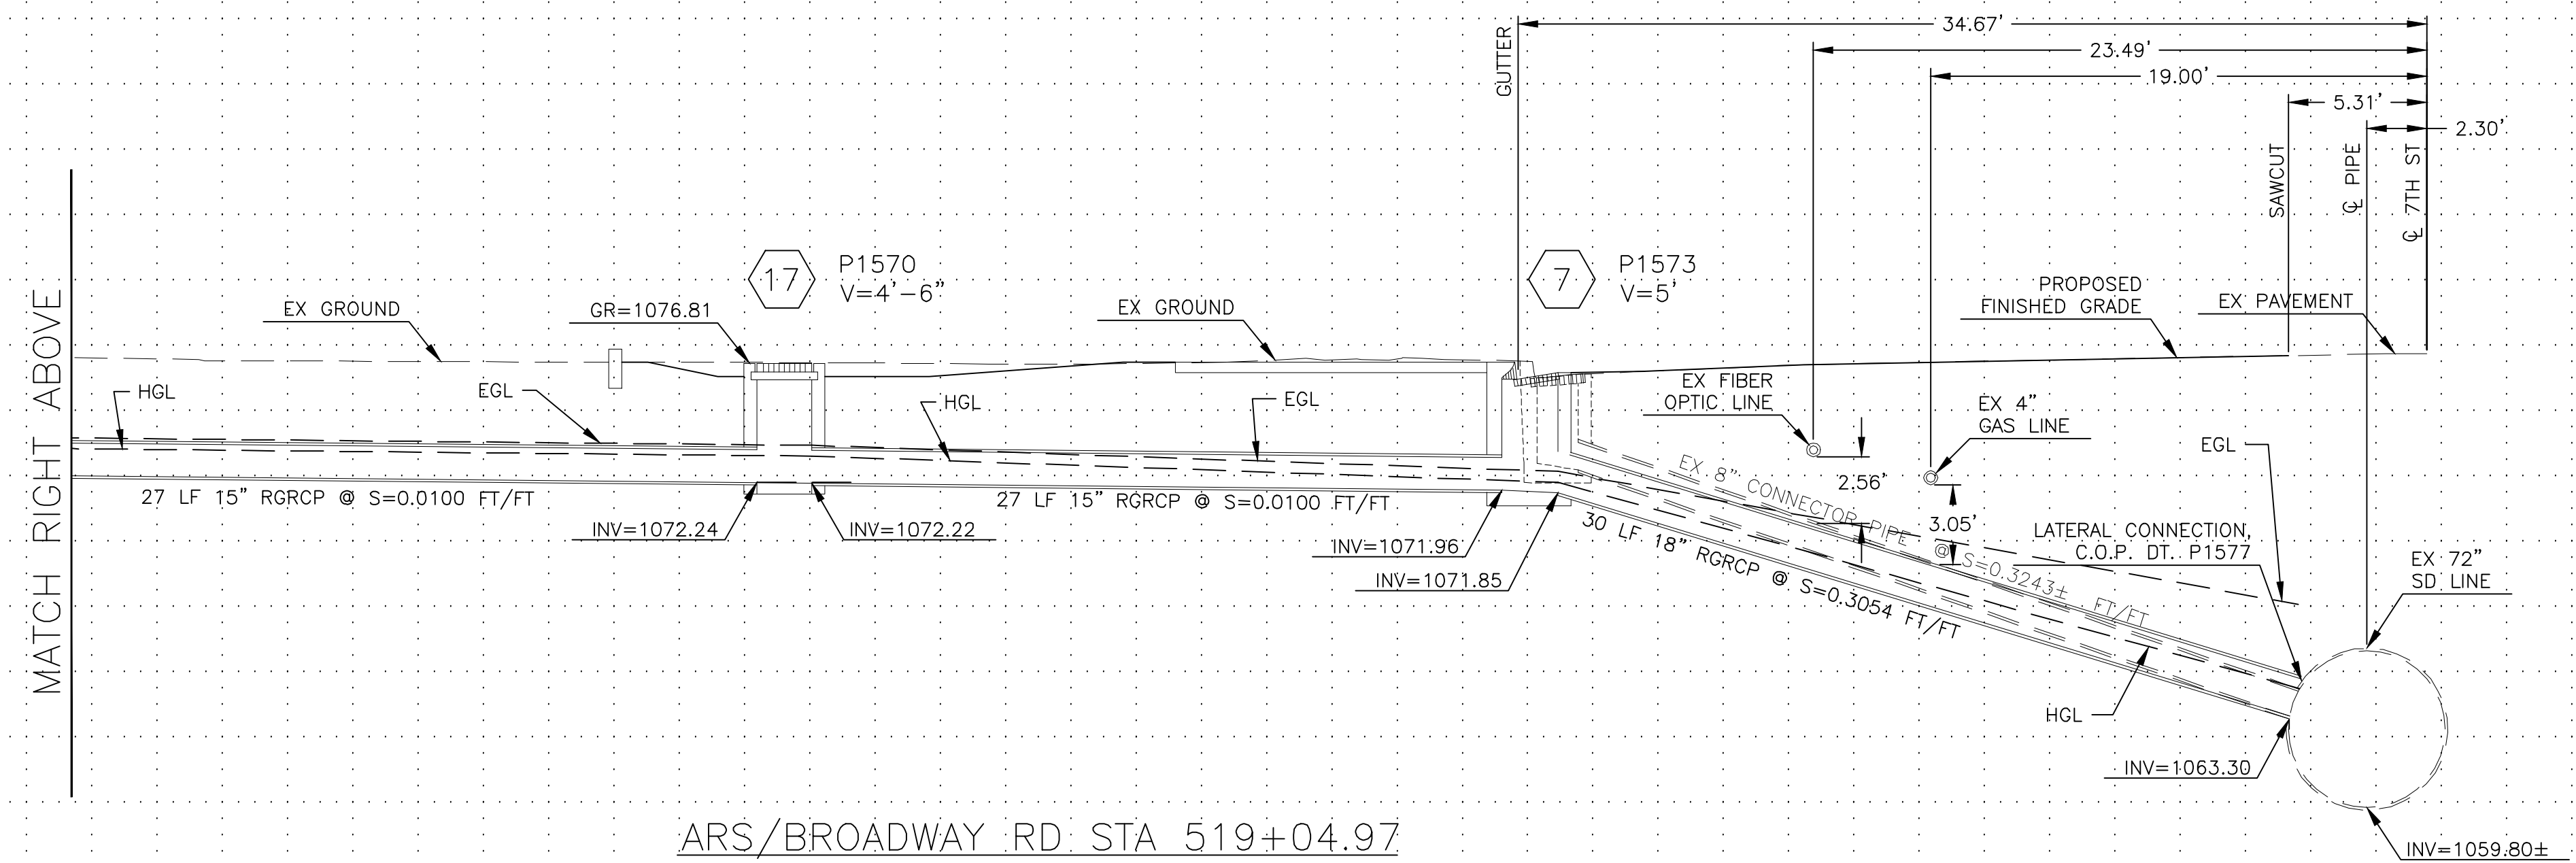 34.67'
23.49'
19.00'
5.31'
2.30'
GUTTER
SAWCUT
℄ PIPE
℄ 7TH ST
MATCH RIGHT ABOVE
17
P1570
V=4'-6"
7
P1573
V=5'
EX GROUND
GR=1076.81
EX GROUND
PROPOSED
FINISHED GRADE
EX PAVEMENT
HGL
EGL
HGL
EGL
EX FIBER
OPTIC LINE
EX 4"
GAS LINE
EGL
2.56'
3.05'
EX 8" CONNECTOR PIPE @ S=0.3243± FT/FT
27 LF 15" RGRCP @ S=0.0100 FT/FT
27 LF 15" RGRCP @ S=0.0100 FT/FT
30 LF 18" RGRCP @ S=0.3054 FT/FT
INV=1072.24
INV=1072.22
INV=1071.96
INV=1071.85
LATERAL CONNECTION,
C.O.P. DT. P1577
EX 72"
SD LINE
HGL
INV=1063.30
INV=1059.80±
ARS/BROADWAY RD STA 519+04.97